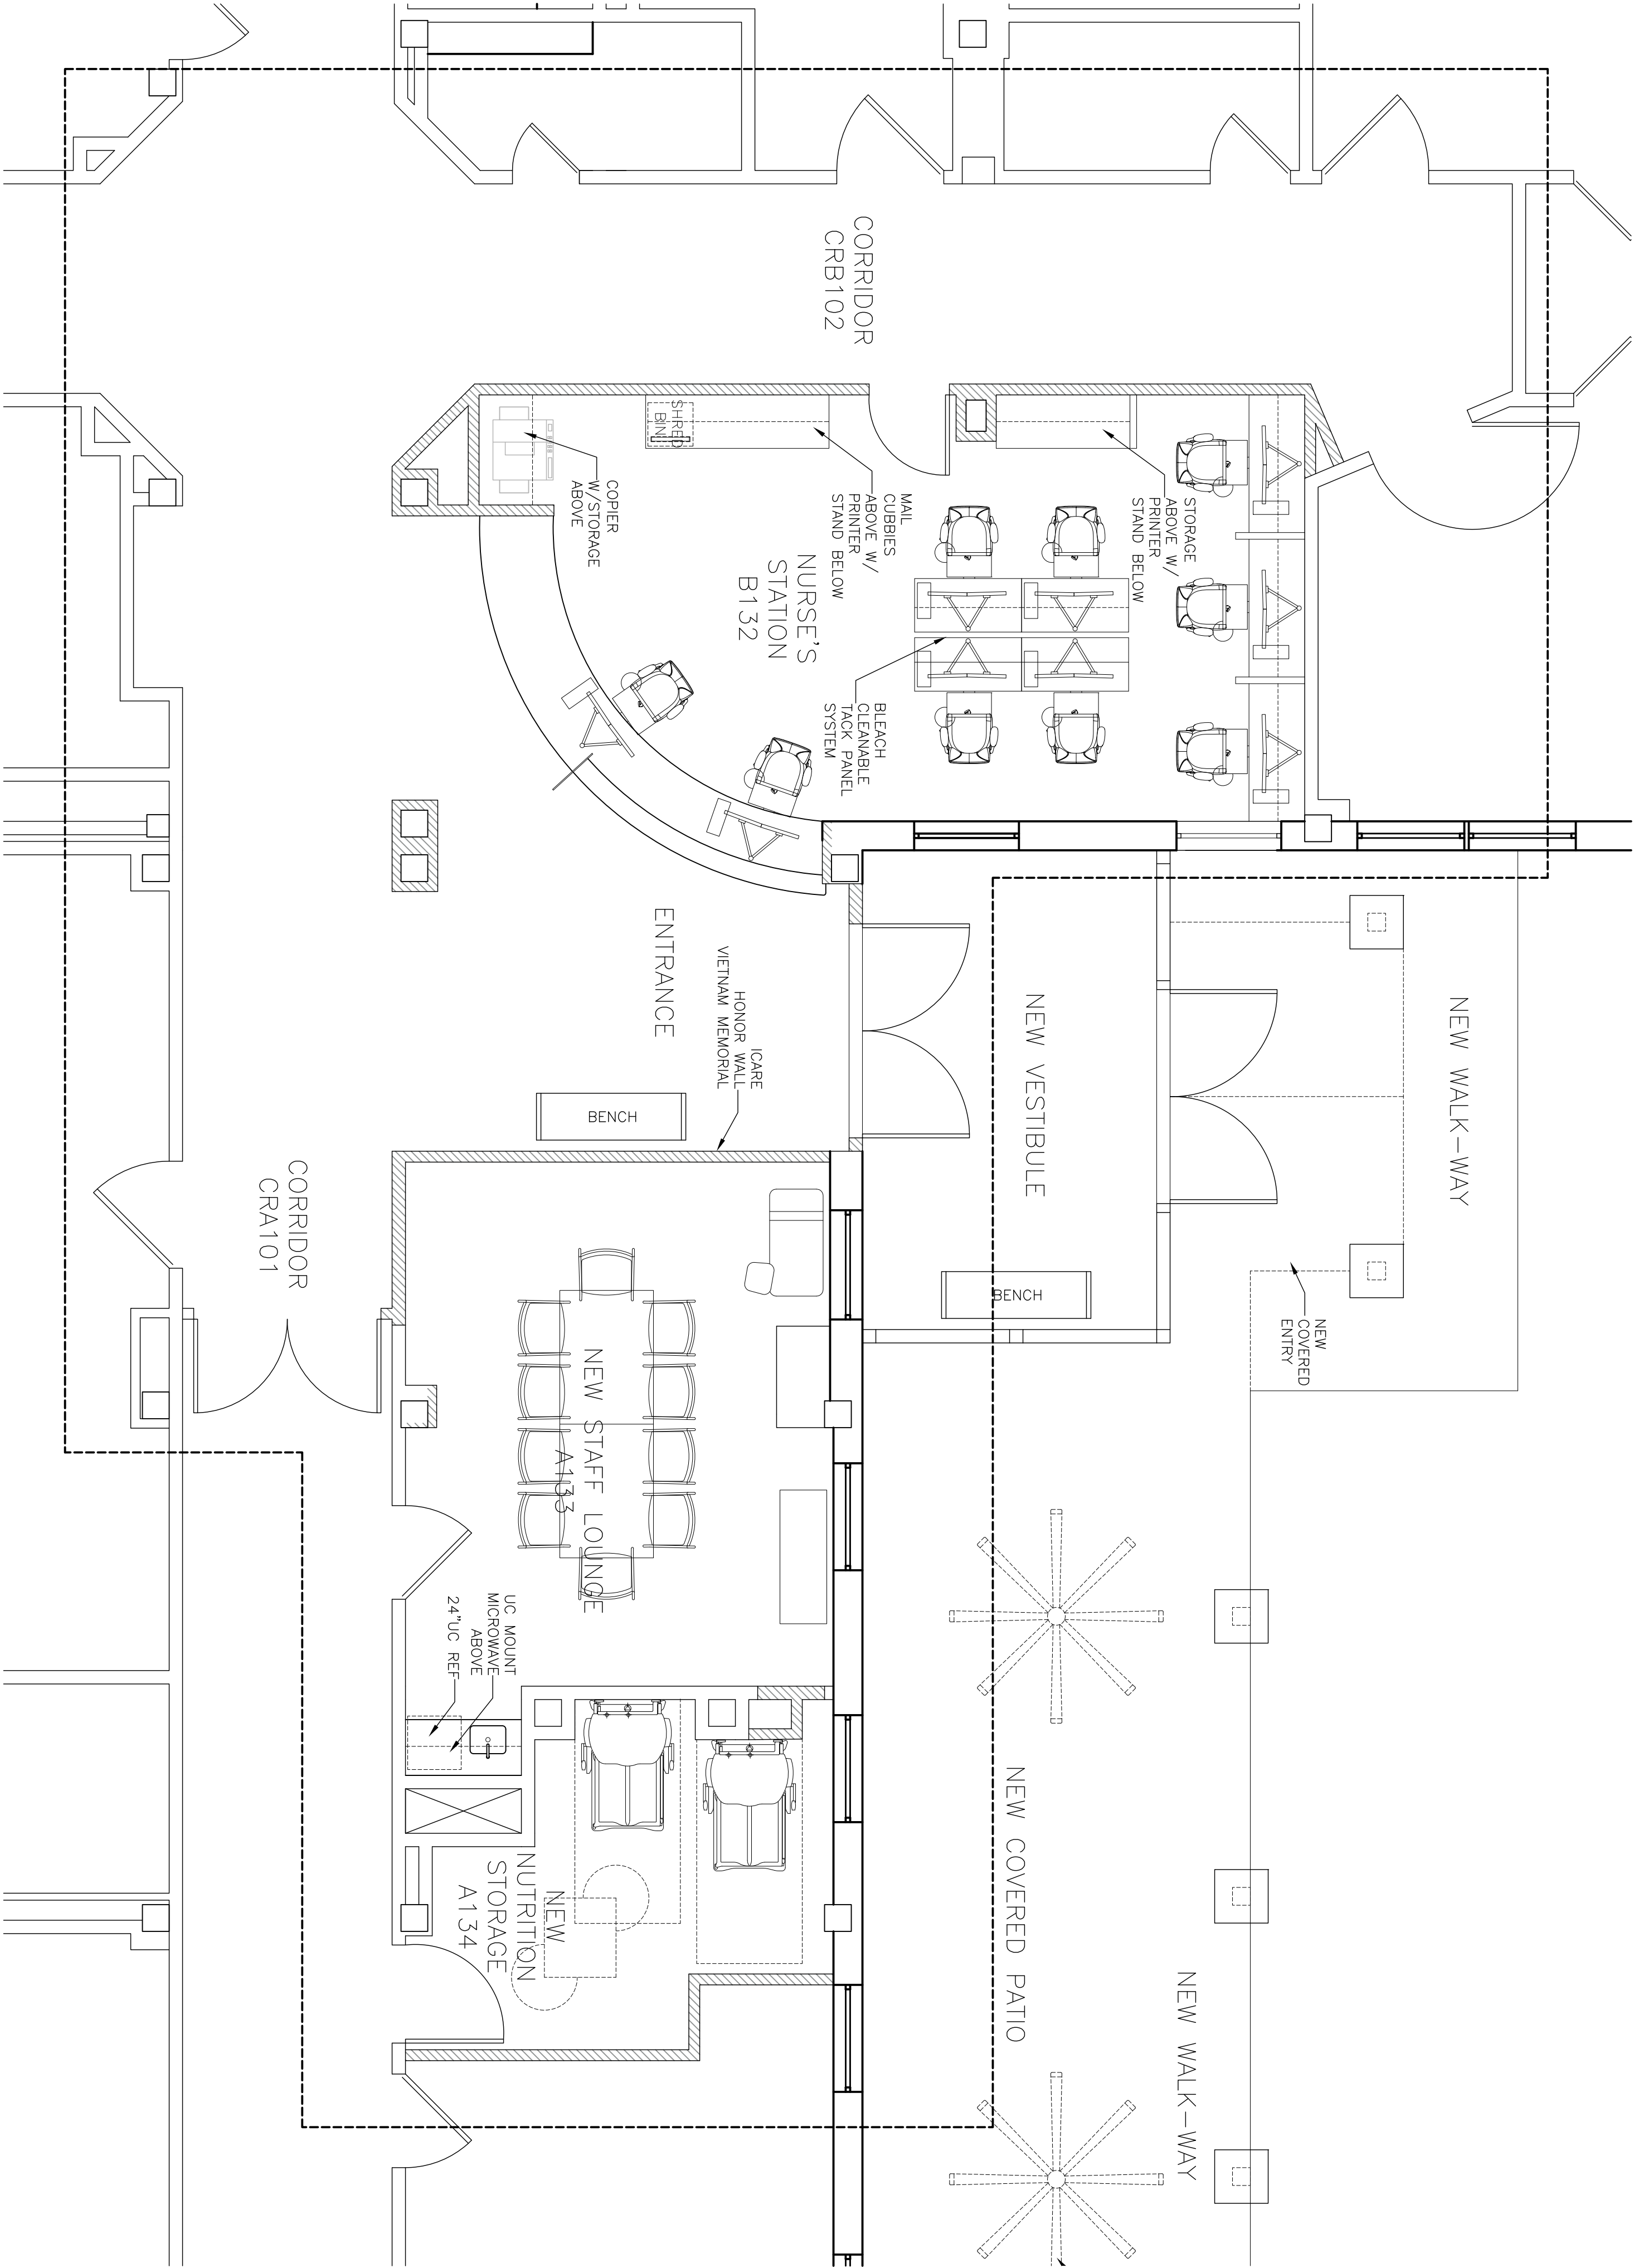 CORRIDOR
CRB102
SHRED
BIN
COPIER
W/STORAGE
ABOVE
MAIL
CUBBIES
ABOVE W/
PRINTER
STAND BELOW
STORAGE
ABOVE W/
PRINTER
STAND BELOW
NURSE'S
STATION
B132
BLEACH
CLEANABLE
TACK PANEL
SYSTEM
ENTRANCE
ICARE
HONOR WALL
VIETNAM MEMORIAL
BENCH
NEW VESTIBULE
BENCH
NEW WALK-WAY
NEW
COVERED
ENTRY
CORRIDOR
CRA101
NEW STAFF LOUNGE
A133
UC MOUNT
MICROWAVE
ABOVE
24"UC REF
NEW
NUTRITION
STORAGE
A134
NEW COVERED PATIO
NEW WALK-WAY